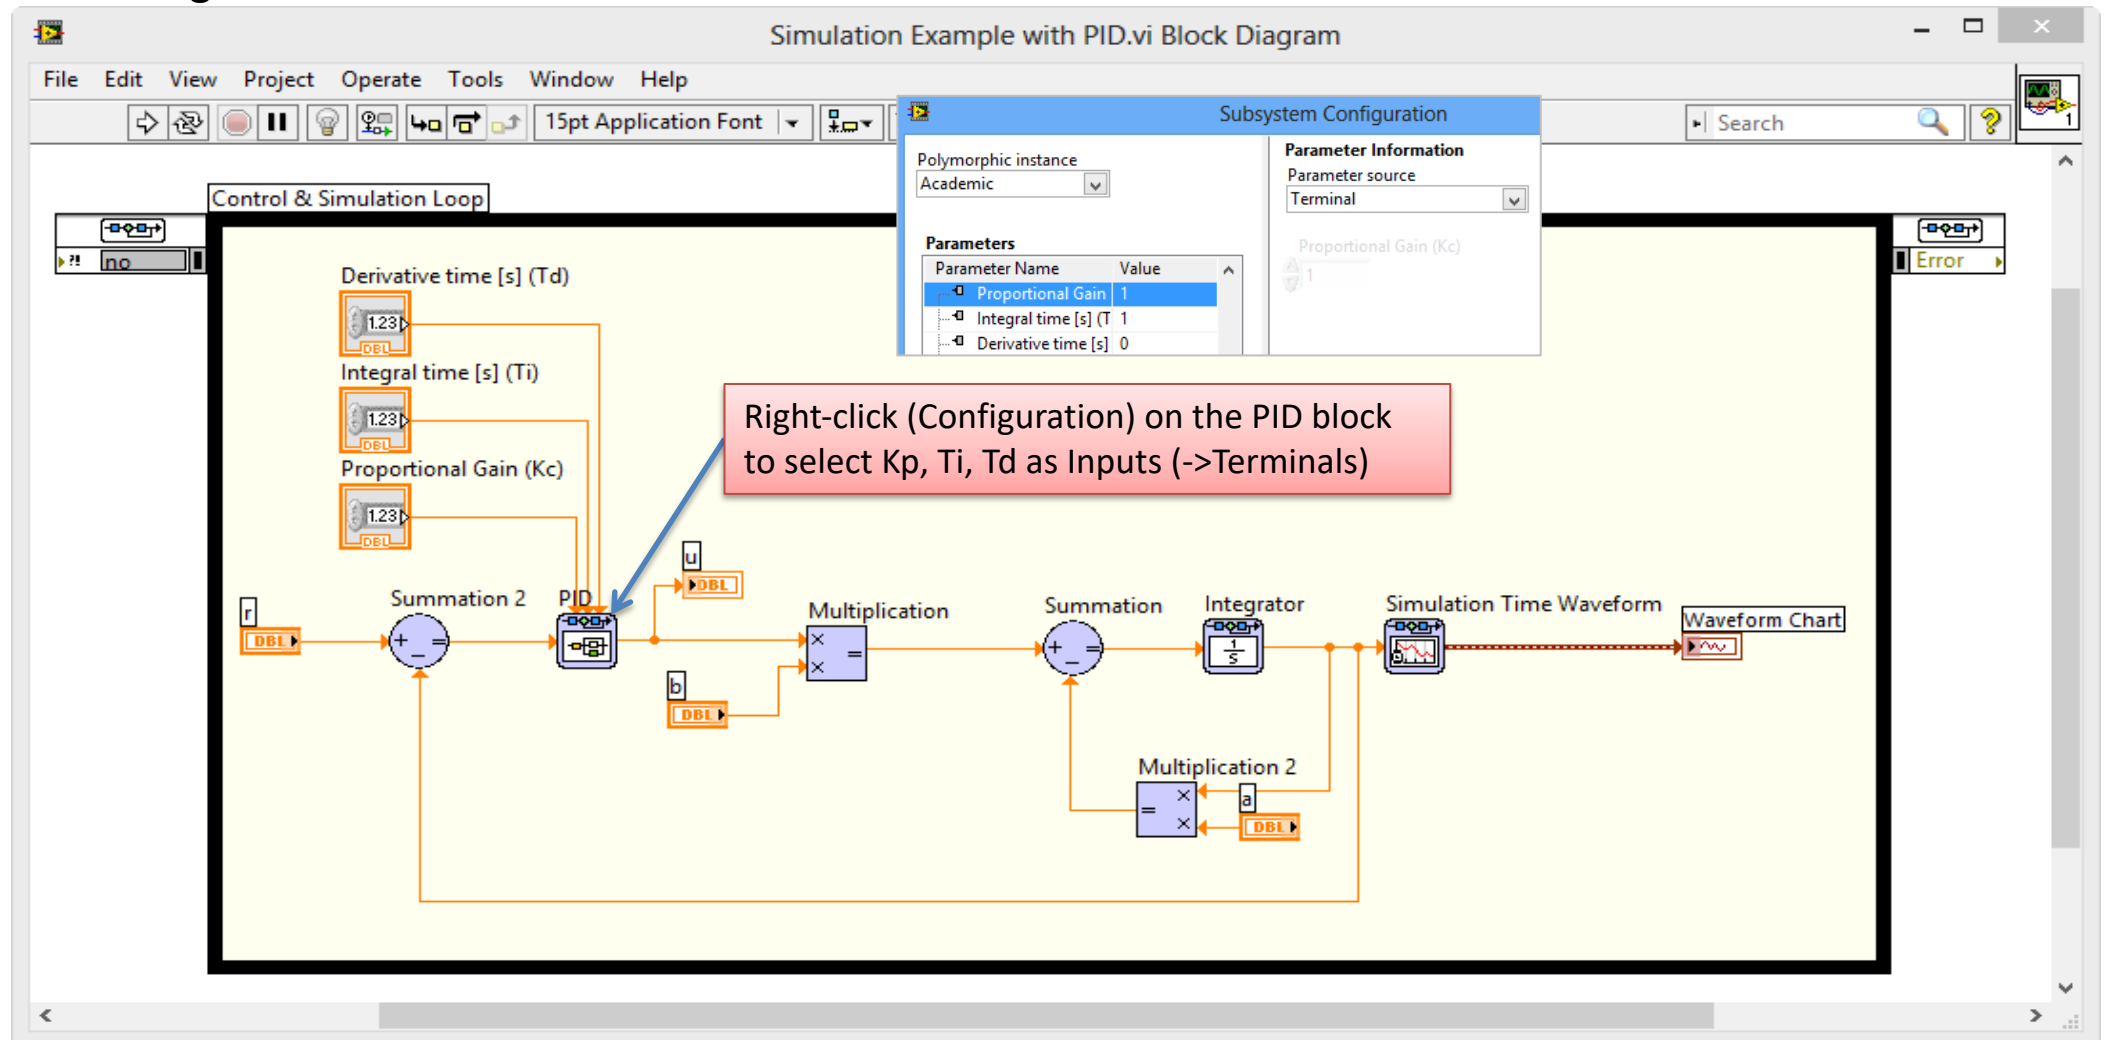 Simulation Example with PID.vi Block Diagram
File Edit View Project Operate Tools Window Help
15pt Application Font
Search
1
Subsystem Configuration
Polymorphic instance
Academic
Parameters
Parameter Name Value
Proportional Gain 1
Integral time [s] (T 1
Derivative time [s] 0
Parameter Information
Parameter source
Terminal
Proportional Gain (Kc)
1
Control & Simulation Loop
?! no
Error
Derivative time [s] (Td)
1.23
DBL
Integral time [s] (Ti)
1.23
DBL
Proportional Gain (Kc)
1.23
DBL
Right-click (Configuration) on the PID block
to select Kp, Ti, Td as Inputs (->Terminals)
u
DBL
r
DBL
Summation 2
+ − =
PID
b
DBL
Multiplication
× × =
Summation
+ − =
Integrator
1
s
Simulation Time Waveform
Waveform Chart
Multiplication 2
= × ×
a
DBL